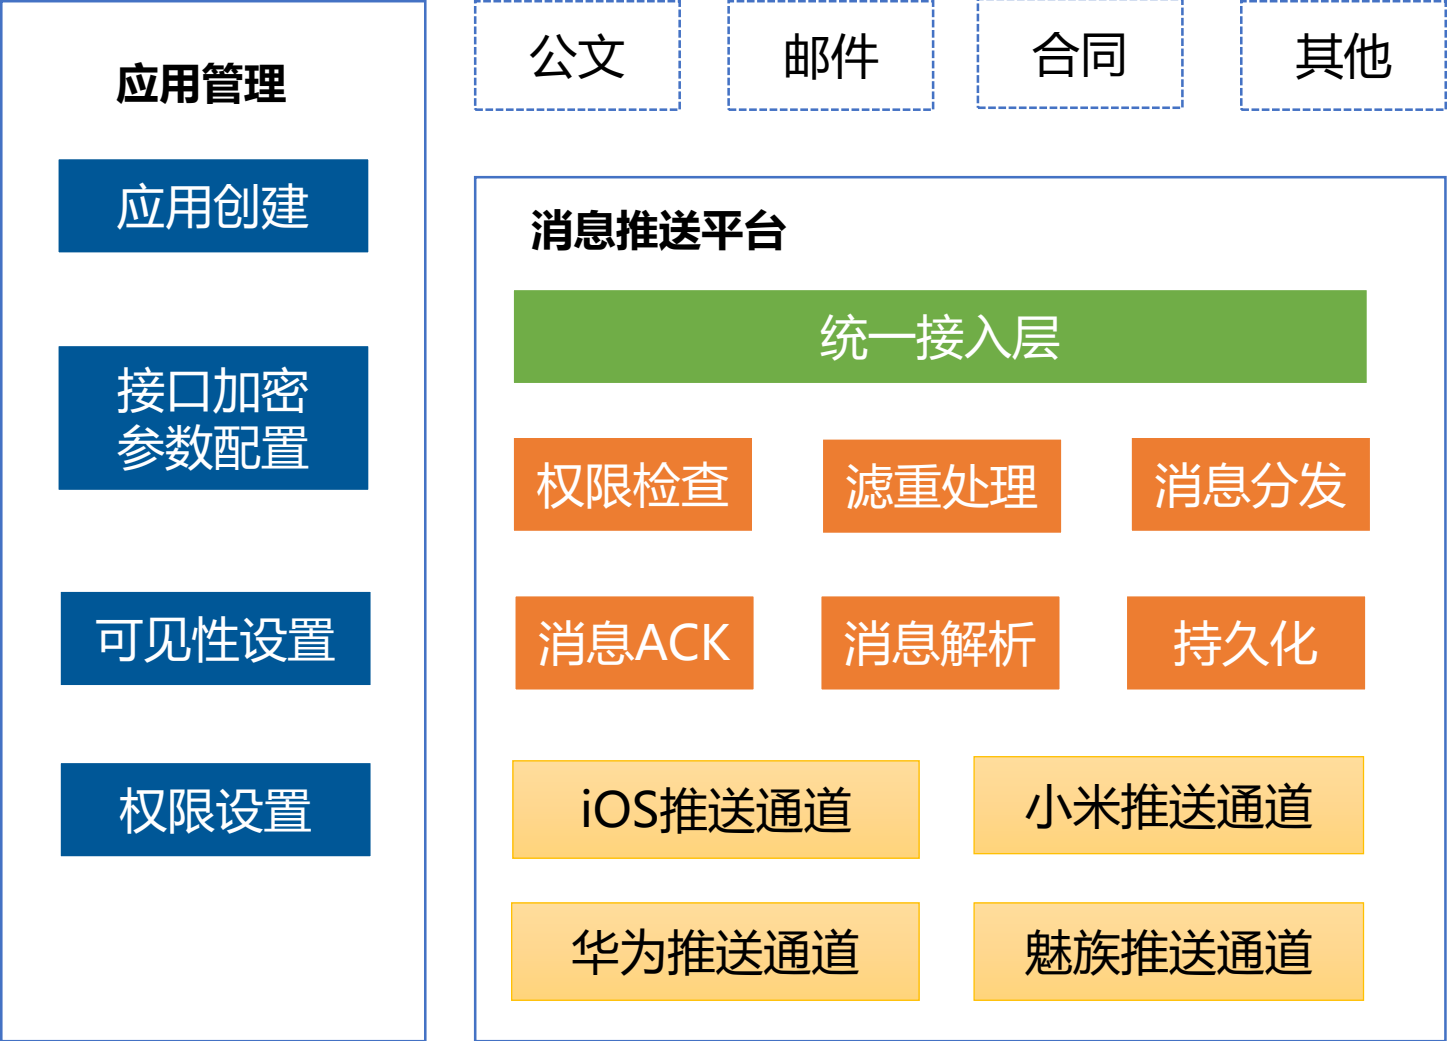 应用管理
应用创建
接口加密
参数配置
可见性设置
权限设置
公文
邮件
合同
其他
消息推送平台
统一接入层
权限检查
滤重处理
消息分发
消息ACK
消息解析
持久化
iOS推送通道
小米推送通道
华为推送通道
魅族推送通道